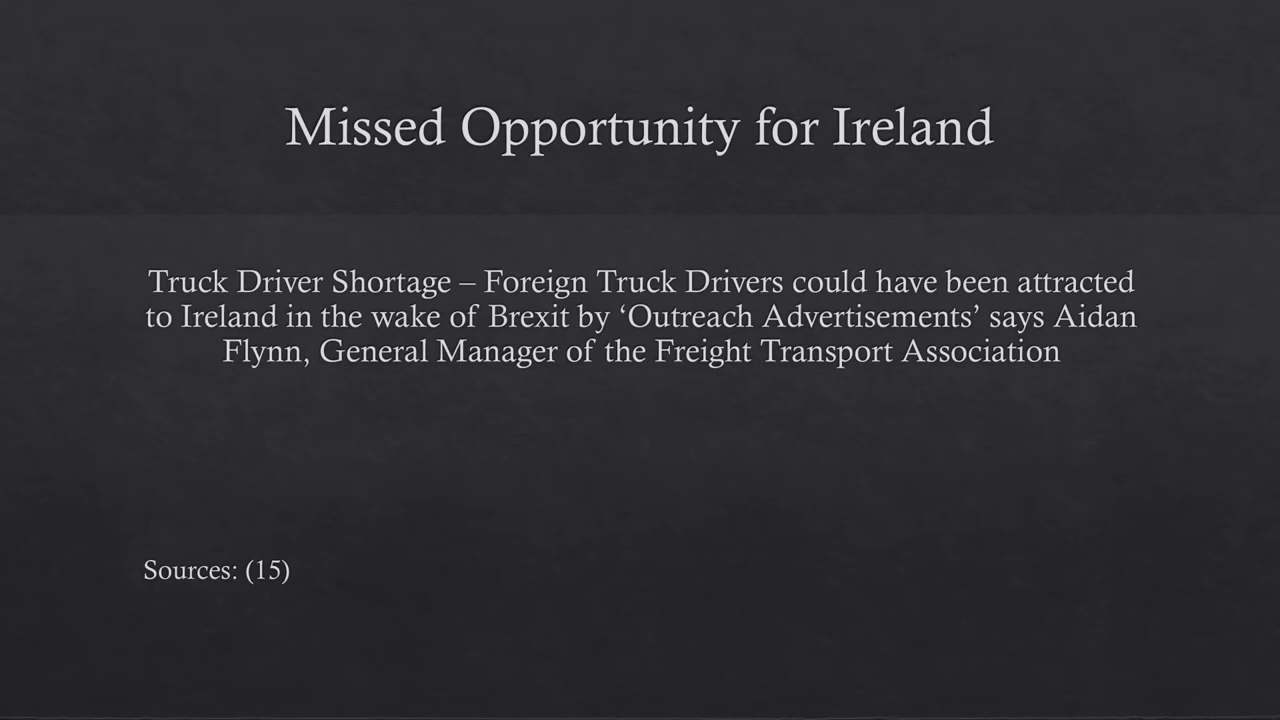 Missed Opportunity for Ireland
Truck Driver Shortage – Foreign Truck Drivers could have been attracted
to Ireland in the wake of Brexit by ‘Outreach Advertisements’ says Aidan
Flynn, General Manager of the Freight Transport Association
Sources: (15)